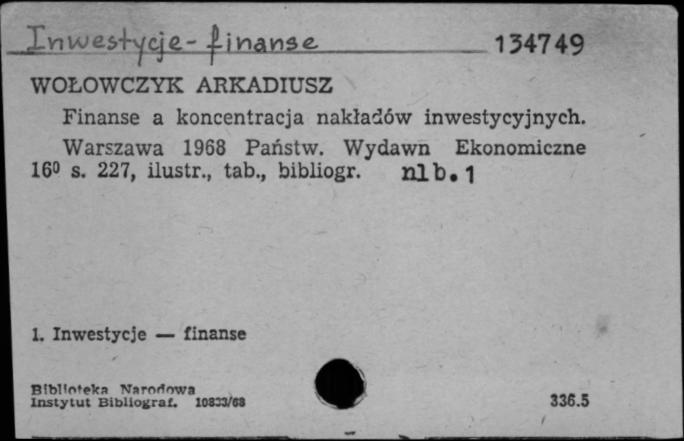 Inwestycje - finanse 134749
WOŁOWCZYK ARKADIUSZ
Finanse a koncentracja nakładów inwestycyjnych.
Warszawa 1968 Państw. Wydawn Ekonomiczne
16⁰ s. 227, ilustr., tab., bibliogr. nlb. 1
1. Inwestycje — finanse
Biblioteka Narodowa
Instytut Bibliograf. 10833/68 336.5